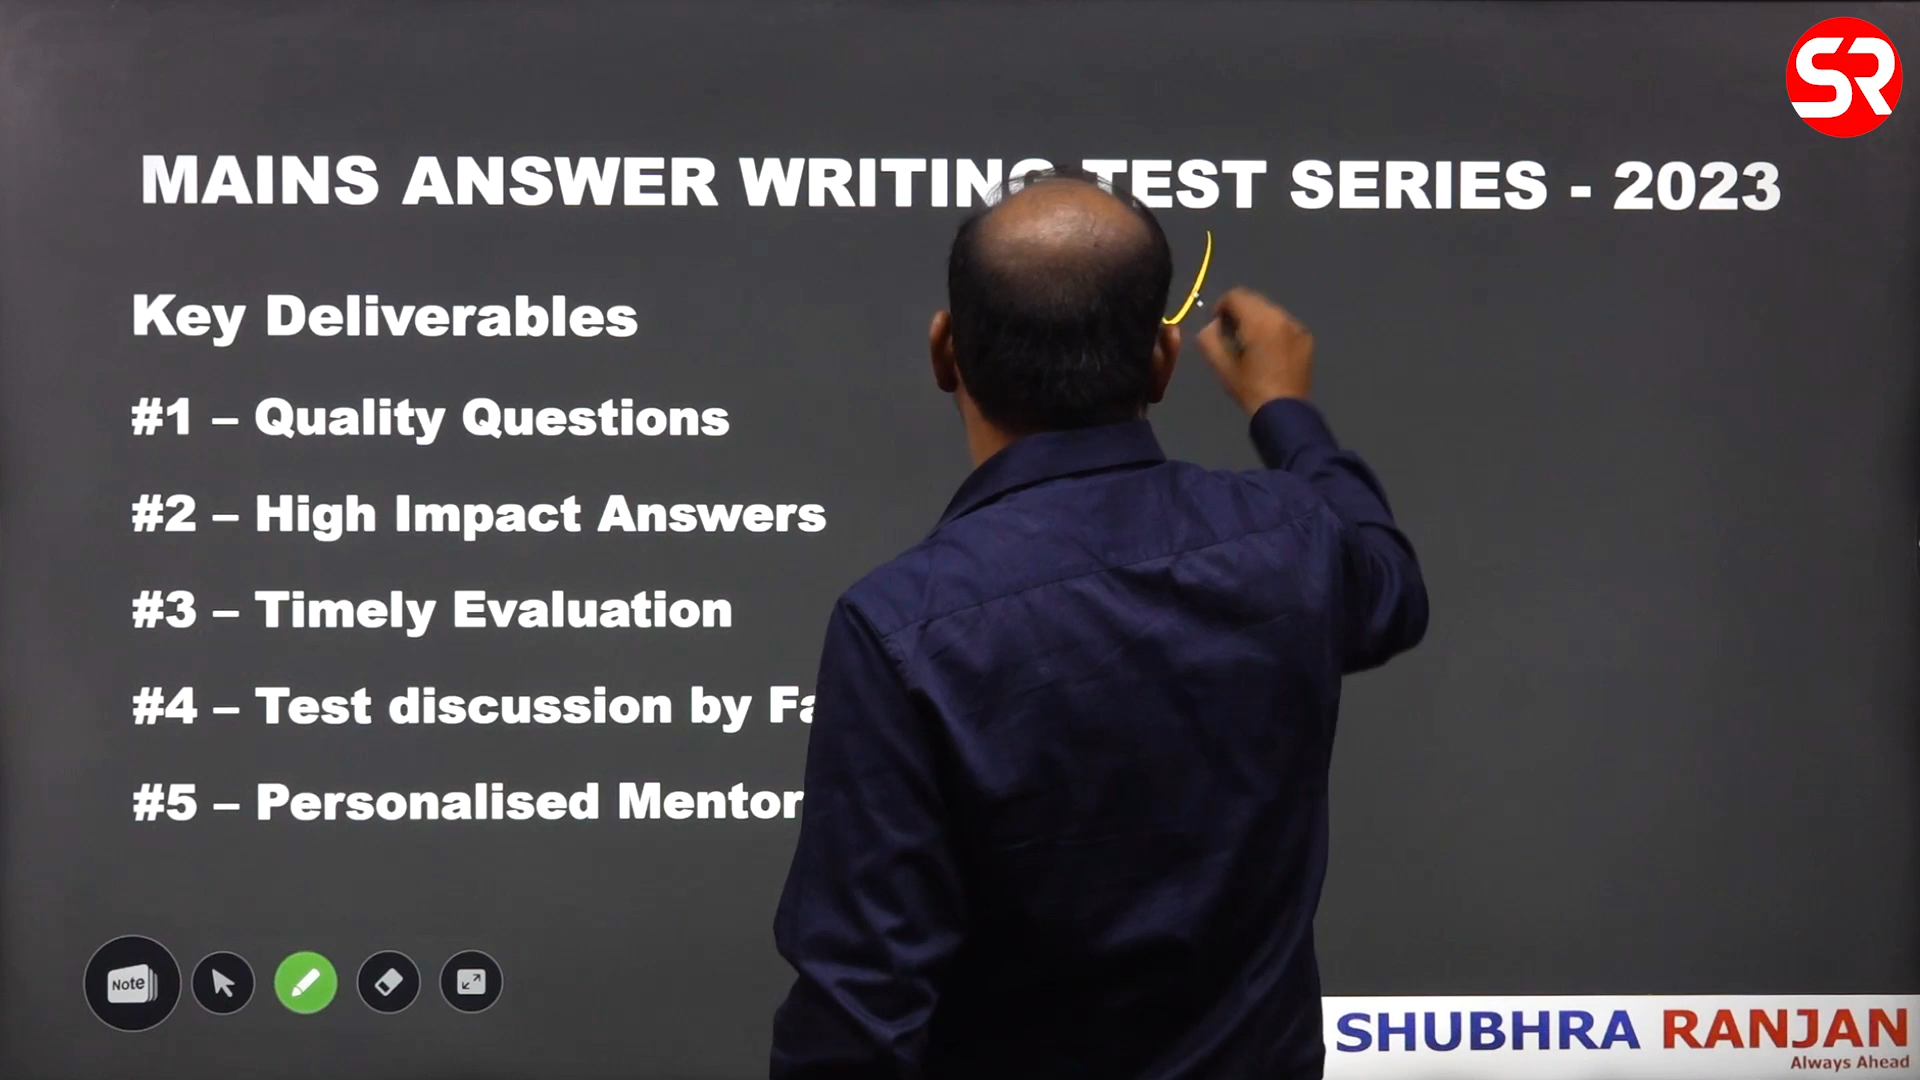 SR
MAINS ANSWER WRITING TEST SERIES - 2023
Key Deliverables
#1 – Quality Questions
#2 – High Impact Answers
#3 – Timely Evaluation
#4 – Test discussion by
#5 – Personalised Mentor
Note
SHUBHRA RANJAN
Always Ahead